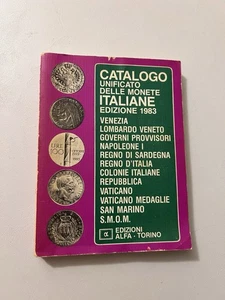 CATALOGO
UNIFICATO
DELLE MONETE
ITALIANE
EDIZIONE 1983
VENEZIA
LOMBARDO VENETO
GOVERNI PROVVISORI
NAPOLEONE I
REGNO DI SARDEGNA
REGNO D'ITALIA
COLONIE ITALIANE
REPUBBLICA
VATICANO
VATICANO MEDAGLIE
SAN MARINO
S.M.O.M.
α EDIZIONI
ALFA - TORINO